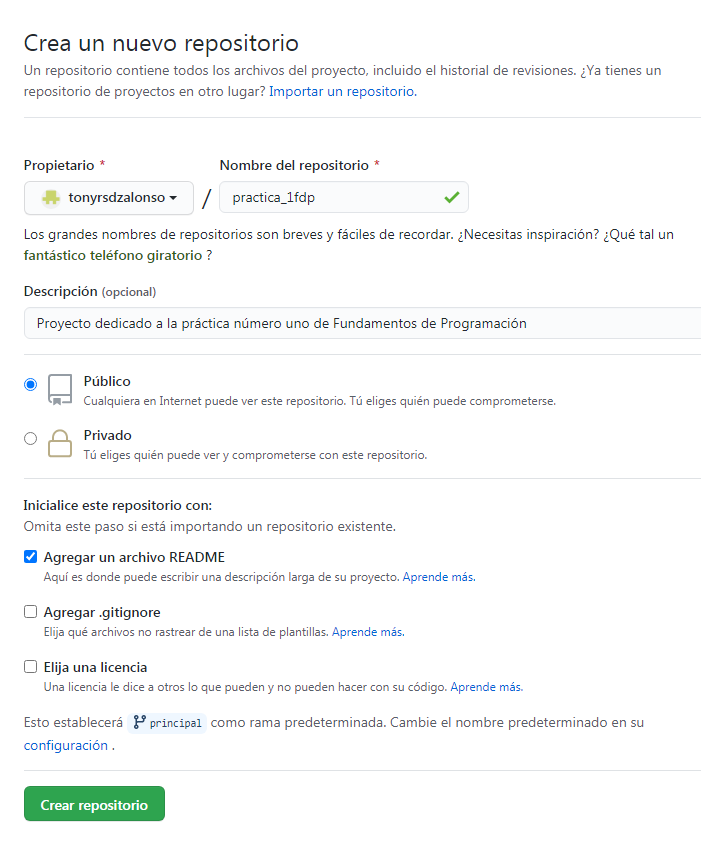 Crea un nuevo repositorio
Un repositorio contiene todos los archivos del proyecto, incluido el historial de revisiones. ¿Ya tienes un
repositorio de proyectos en otro lugar? Importar un repositorio.
Propietario *
Nombre del repositorio *
tonyrsdzalonso / practica_1fdp
Los grandes nombres de repositorios son breves y fáciles de recordar. ¿Necesitas inspiración? ¿Qué tal un
fantástico teléfono giratorio ?
Descripción (opcional)
Proyecto dedicado a la práctica número uno de Fundamentos de Programación
Público
Cualquiera en Internet puede ver este repositorio. Tú eliges quién puede comprometerse.
Privado
Tú eliges quién puede ver y comprometerse con este repositorio.
Inicialice este repositorio con:
Omita este paso si está importando un repositorio existente.
Agregar un archivo README
Aquí es donde puede escribir una descripción larga de su proyecto. Aprende más.
Agregar .gitignore
Elija qué archivos no rastrear de una lista de plantillas. Aprende más.
Elija una licencia
Una licencia le dice a otros lo que pueden y no pueden hacer con su código. Aprende más.
Esto establecerá principal como rama predeterminada. Cambie el nombre predeterminado en su
configuración .
Crear repositorio